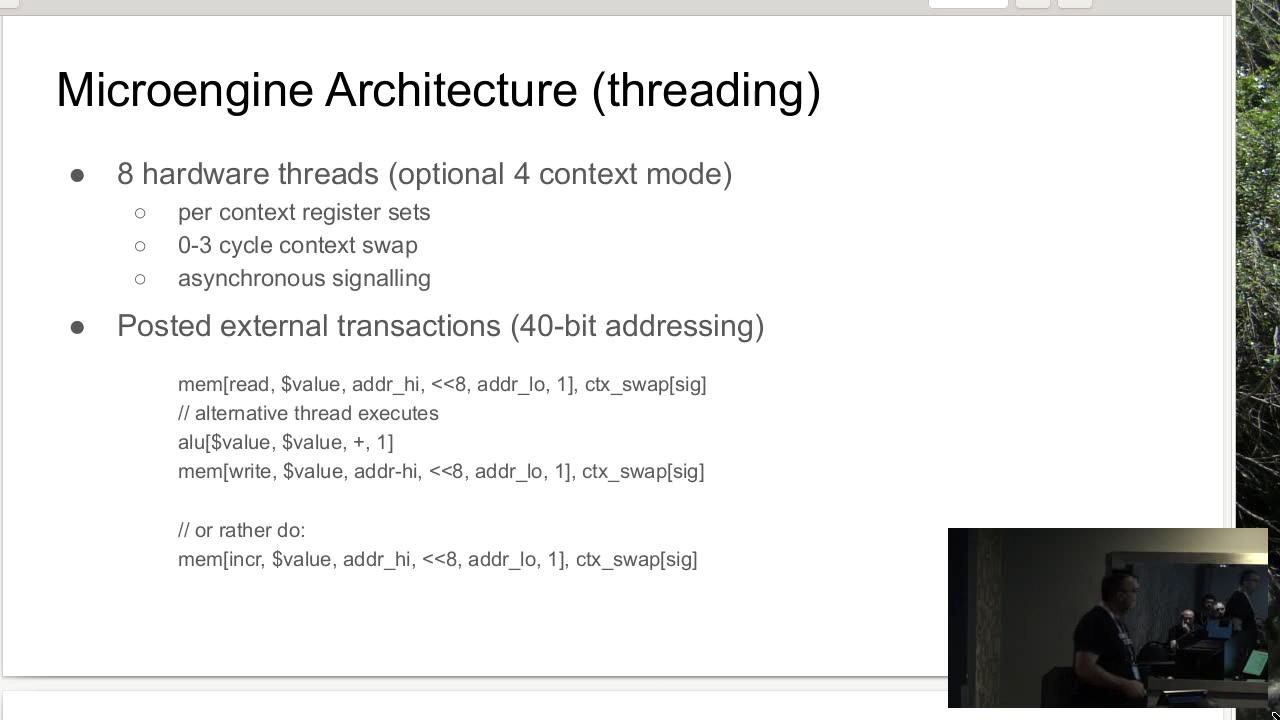 Microengine Architecture (threading)
● 8 hardware threads (optional 4 context mode)
○ per context register sets
○ 0-3 cycle context swap
○ asynchronous signalling
● Posted external transactions (40-bit addressing)
mem[read, $value, addr_hi, <<8, addr_lo, 1], ctx_swap[sig]
// alternative thread executes
alu[$value, $value, +, 1]
mem[write, $value, addr-hi, <<8, addr_lo, 1], ctx_swap[sig]
// or rather do:
mem[incr, $value, addr_hi, <<8, addr_lo, 1], ctx_swap[sig]